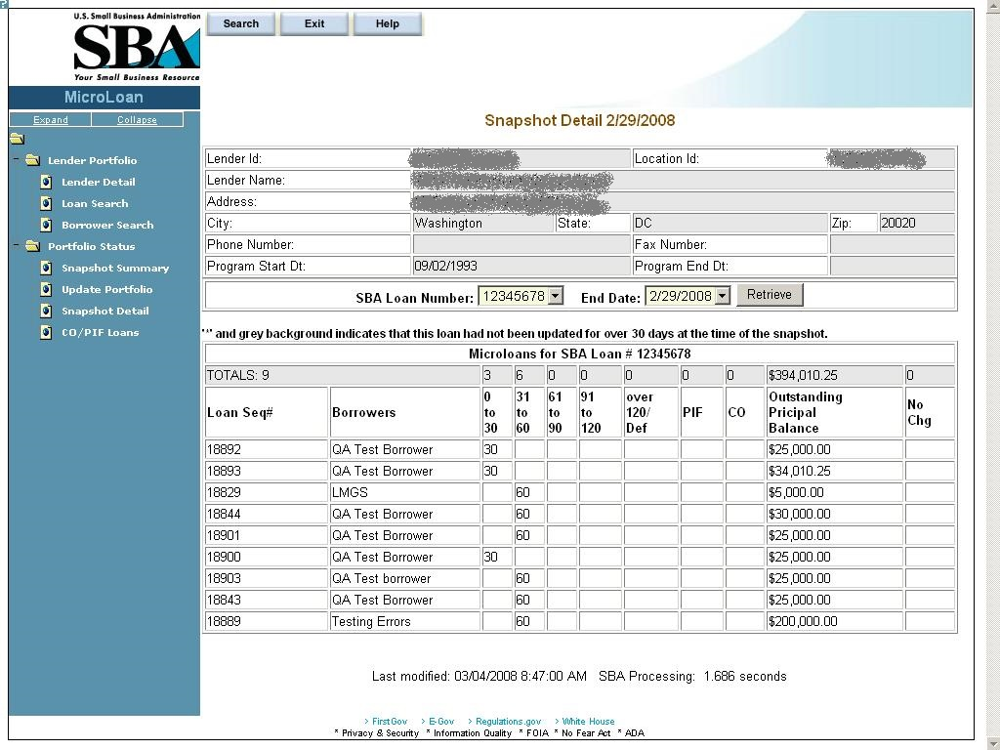 U.S. Small Business Administration
SBA
Your Small Business Resource
Search Exit Help
MicroLoan
Expand Collapse
Lender Portfolio
Lender Detail
Loan Search
Borrower Search
Portfolio Status
Snapshot Summary
Update Portfolio
Snapshot Detail
CO/PIF Loans
Snapshot Detail 2/29/2008
Lender Id: Location Id:
Lender Name:
Address:
City: Washington State: DC Zip: 20020
Phone Number: Fax Number:
Program Start Dt: 09/02/1993 Program End Dt:
SBA Loan Number: 12345678 End Date: 2/29/2008 Retrieve
'*' and grey background indicates that this loan had not been updated for over 30 days at the time of the snapshot.
Microloans for SBA Loan # 12345678
TOTALS: 9 3 6 0 0 0 0 0 $394,010.25 0
Loan Seq# Borrowers 0 to 30 31 to 60 61 to 90 91 to 120 over 120/ Def PIF CO Outstanding Pricipal Balance No Chg
18892 QA Test Borrower 30 $25,000.00
18893 QA Test Borrower 30 $34,010.25
18829 LMGS 60 $5,000.00
18844 QA Test Borrower 60 $30,000.00
18901 QA Test Borrower 60 $25,000.00
18900 QA Test Borrower 30 $25,000.00
18903 QA Test borrower 60 $25,000.00
18843 QA Test Borrower 60 $25,000.00
18889 Testing Errors 60 $200,000.00
Last modified: 03/04/2008 8:47:00 AM SBA Processing: 1.686 seconds
> FirstGov > E-Gov > Regulations.gov > White House
* Privacy & Security * Information Quality * FOIA * No Fear Act * ADA